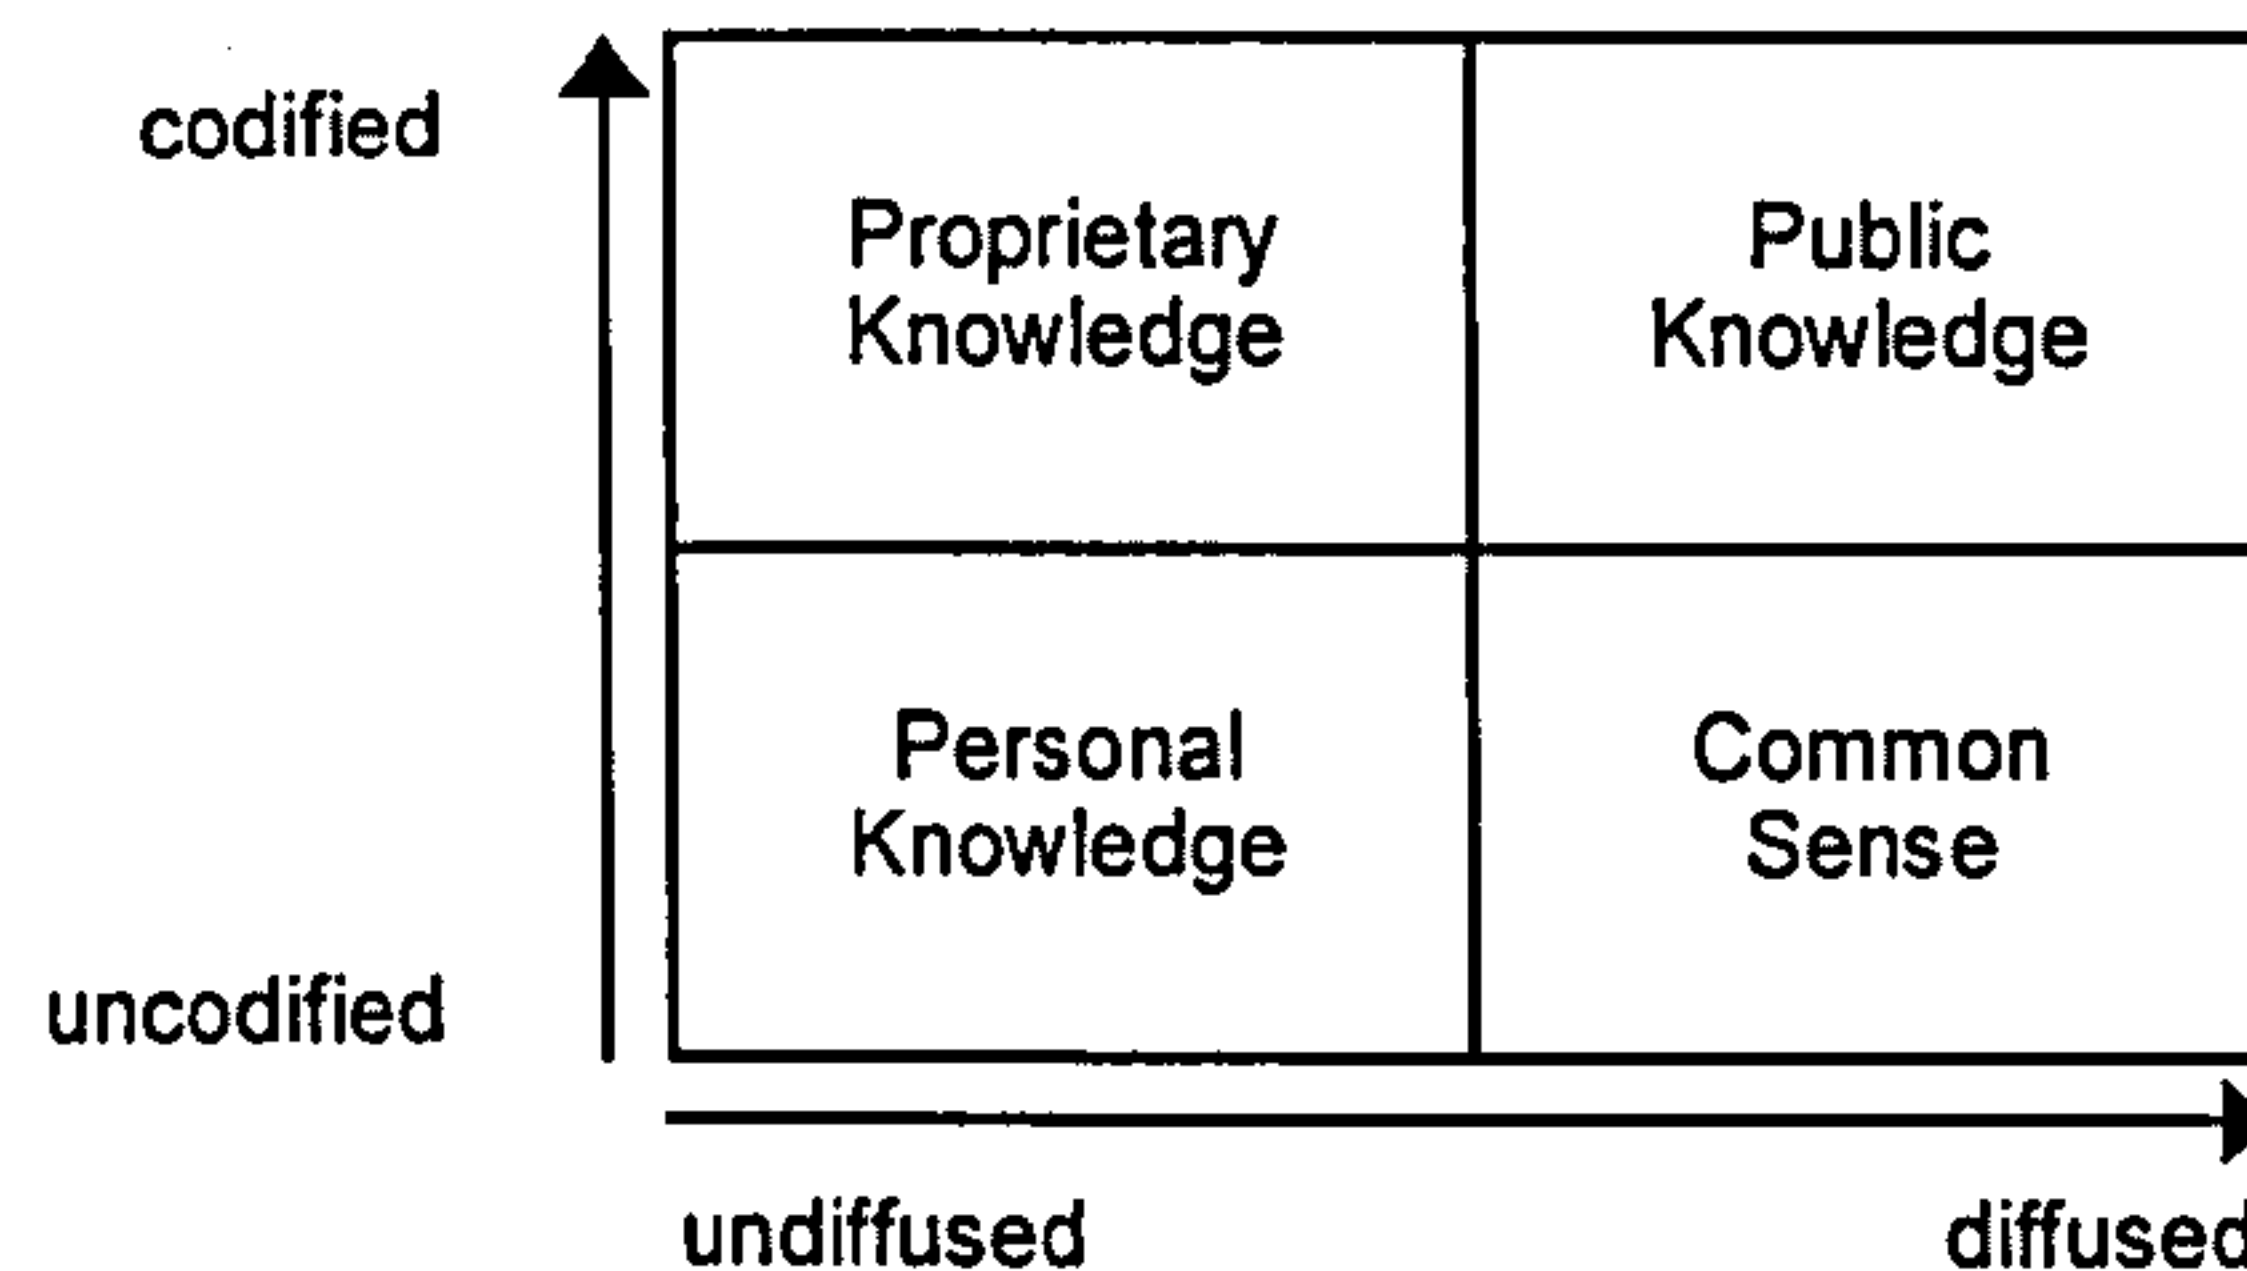 codified
Proprietary
Knowledge
Public
Knowledge
Personal
Knowledge
Common
Sense
uncodified
undiffused
diffused